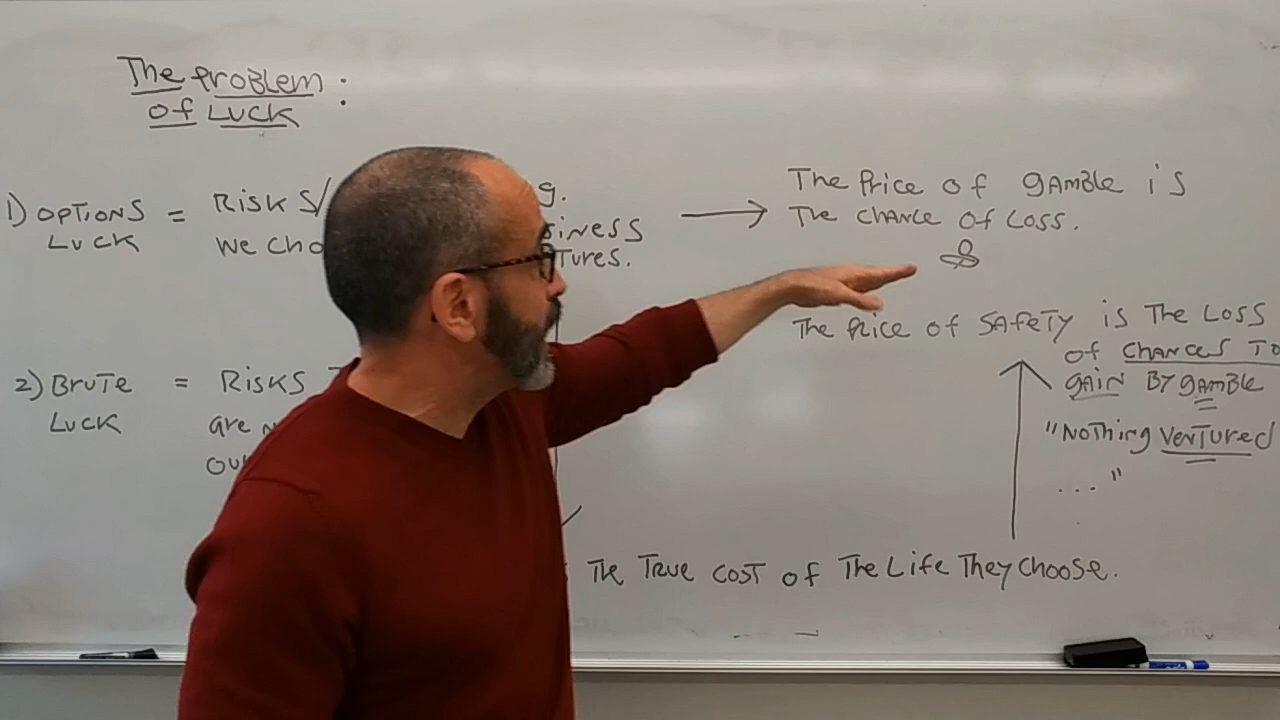 The problem
of Luck :
1) OPTIONS = RISKS/ g.
LUCK we cho iness
tures.
→ The Price of gAMBle is
The Chance of Loss.
&
The Price of SAFeTY is The Loss
of CHANCES TO
gAIN BY gAMBLe
"NoThing VenTured
..."
2) BruTe = RISKS
Luck are
ou
The True cosT of The Life They choose.